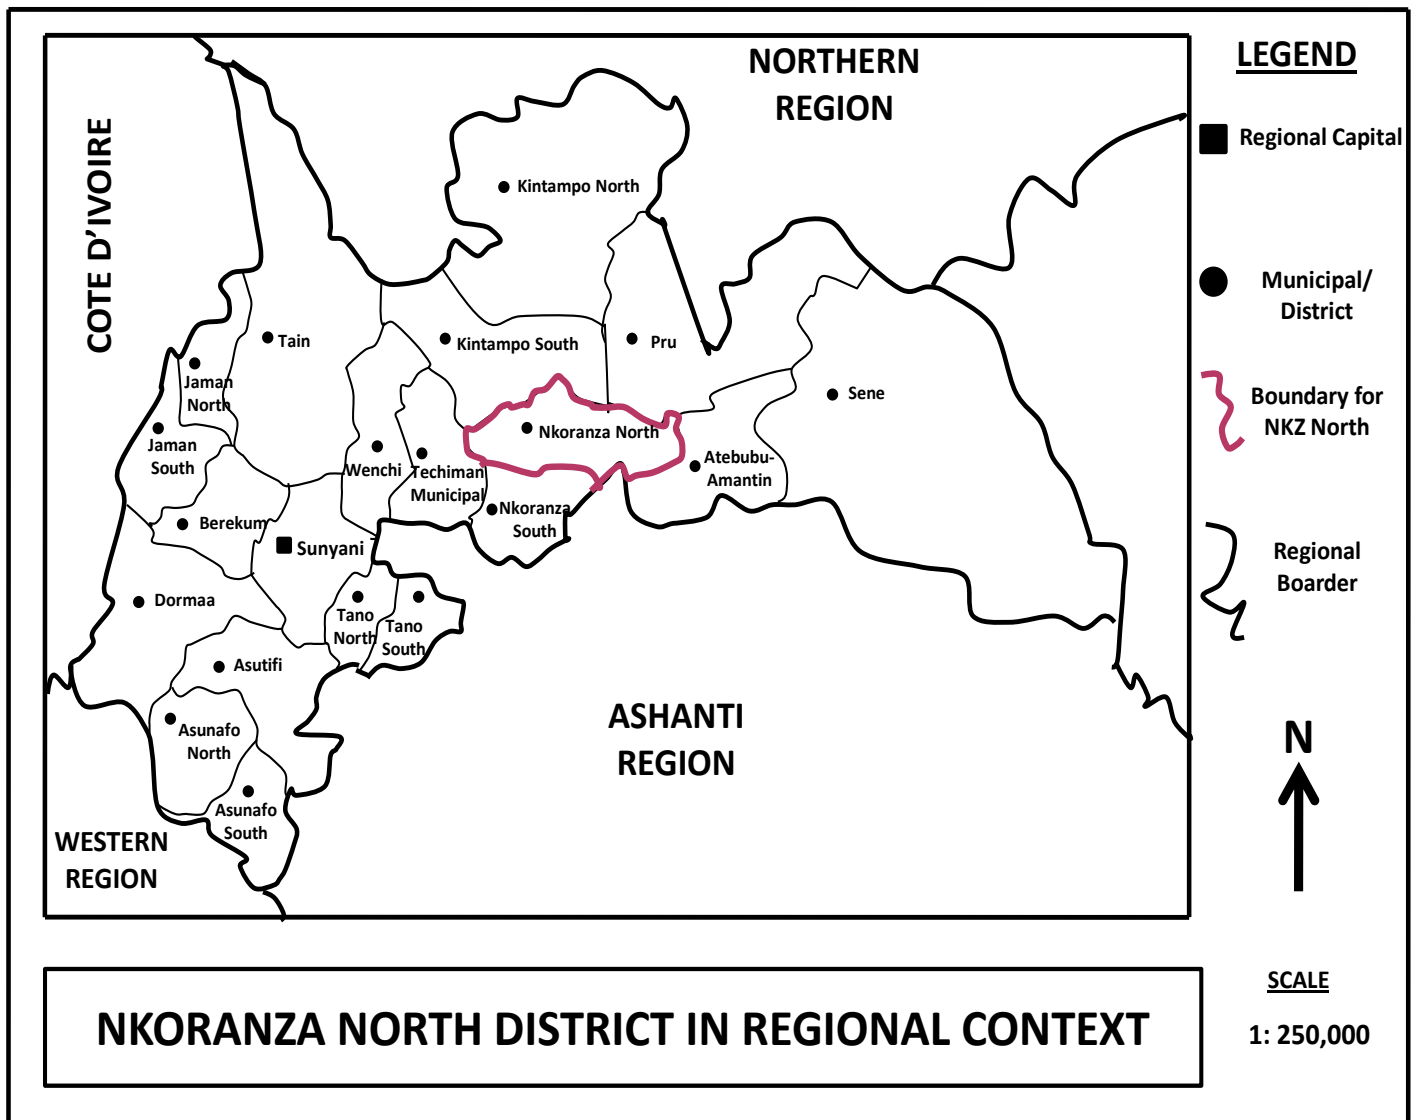 NORTHERN
REGION
COTE D'IVOIRE
Kintampo North
Tain
Kintampo South
Pru
Jaman
North
Sene
Jaman
South
Nkoranza North
Wenchi
Techiman
Municipal
Atebubu-
Amantin
Nkoranza
South
Berekum
Sunyani
Dormaa
Tano
North
Tano
South
Asutifi
Asunafo
North
Asunafo
South
ASHANTI
REGION
WESTERN
REGION
LEGEND
Regional Capital
Municipal/
District
Boundary for
NKZ North
Regional
Boarder
N
NKORANZA NORTH DISTRICT IN REGIONAL CONTEXT
SCALE
1: 250,000